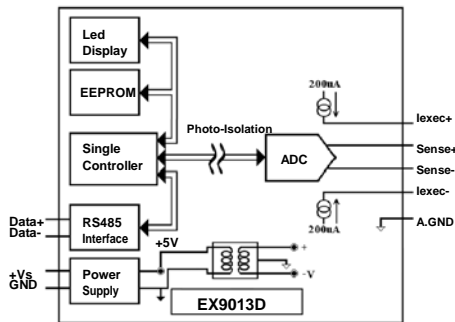 Led
Display
EEPROM
Single
Controller
Photo-Isolation
ADC
200uA
Iexec+
Sense+
Sense-
Iexec-
200uA
A.GND
Data+
Data-
RS485
Interface
+5V
+Vs
GND
Power
Supply
+
-V
EX9013D